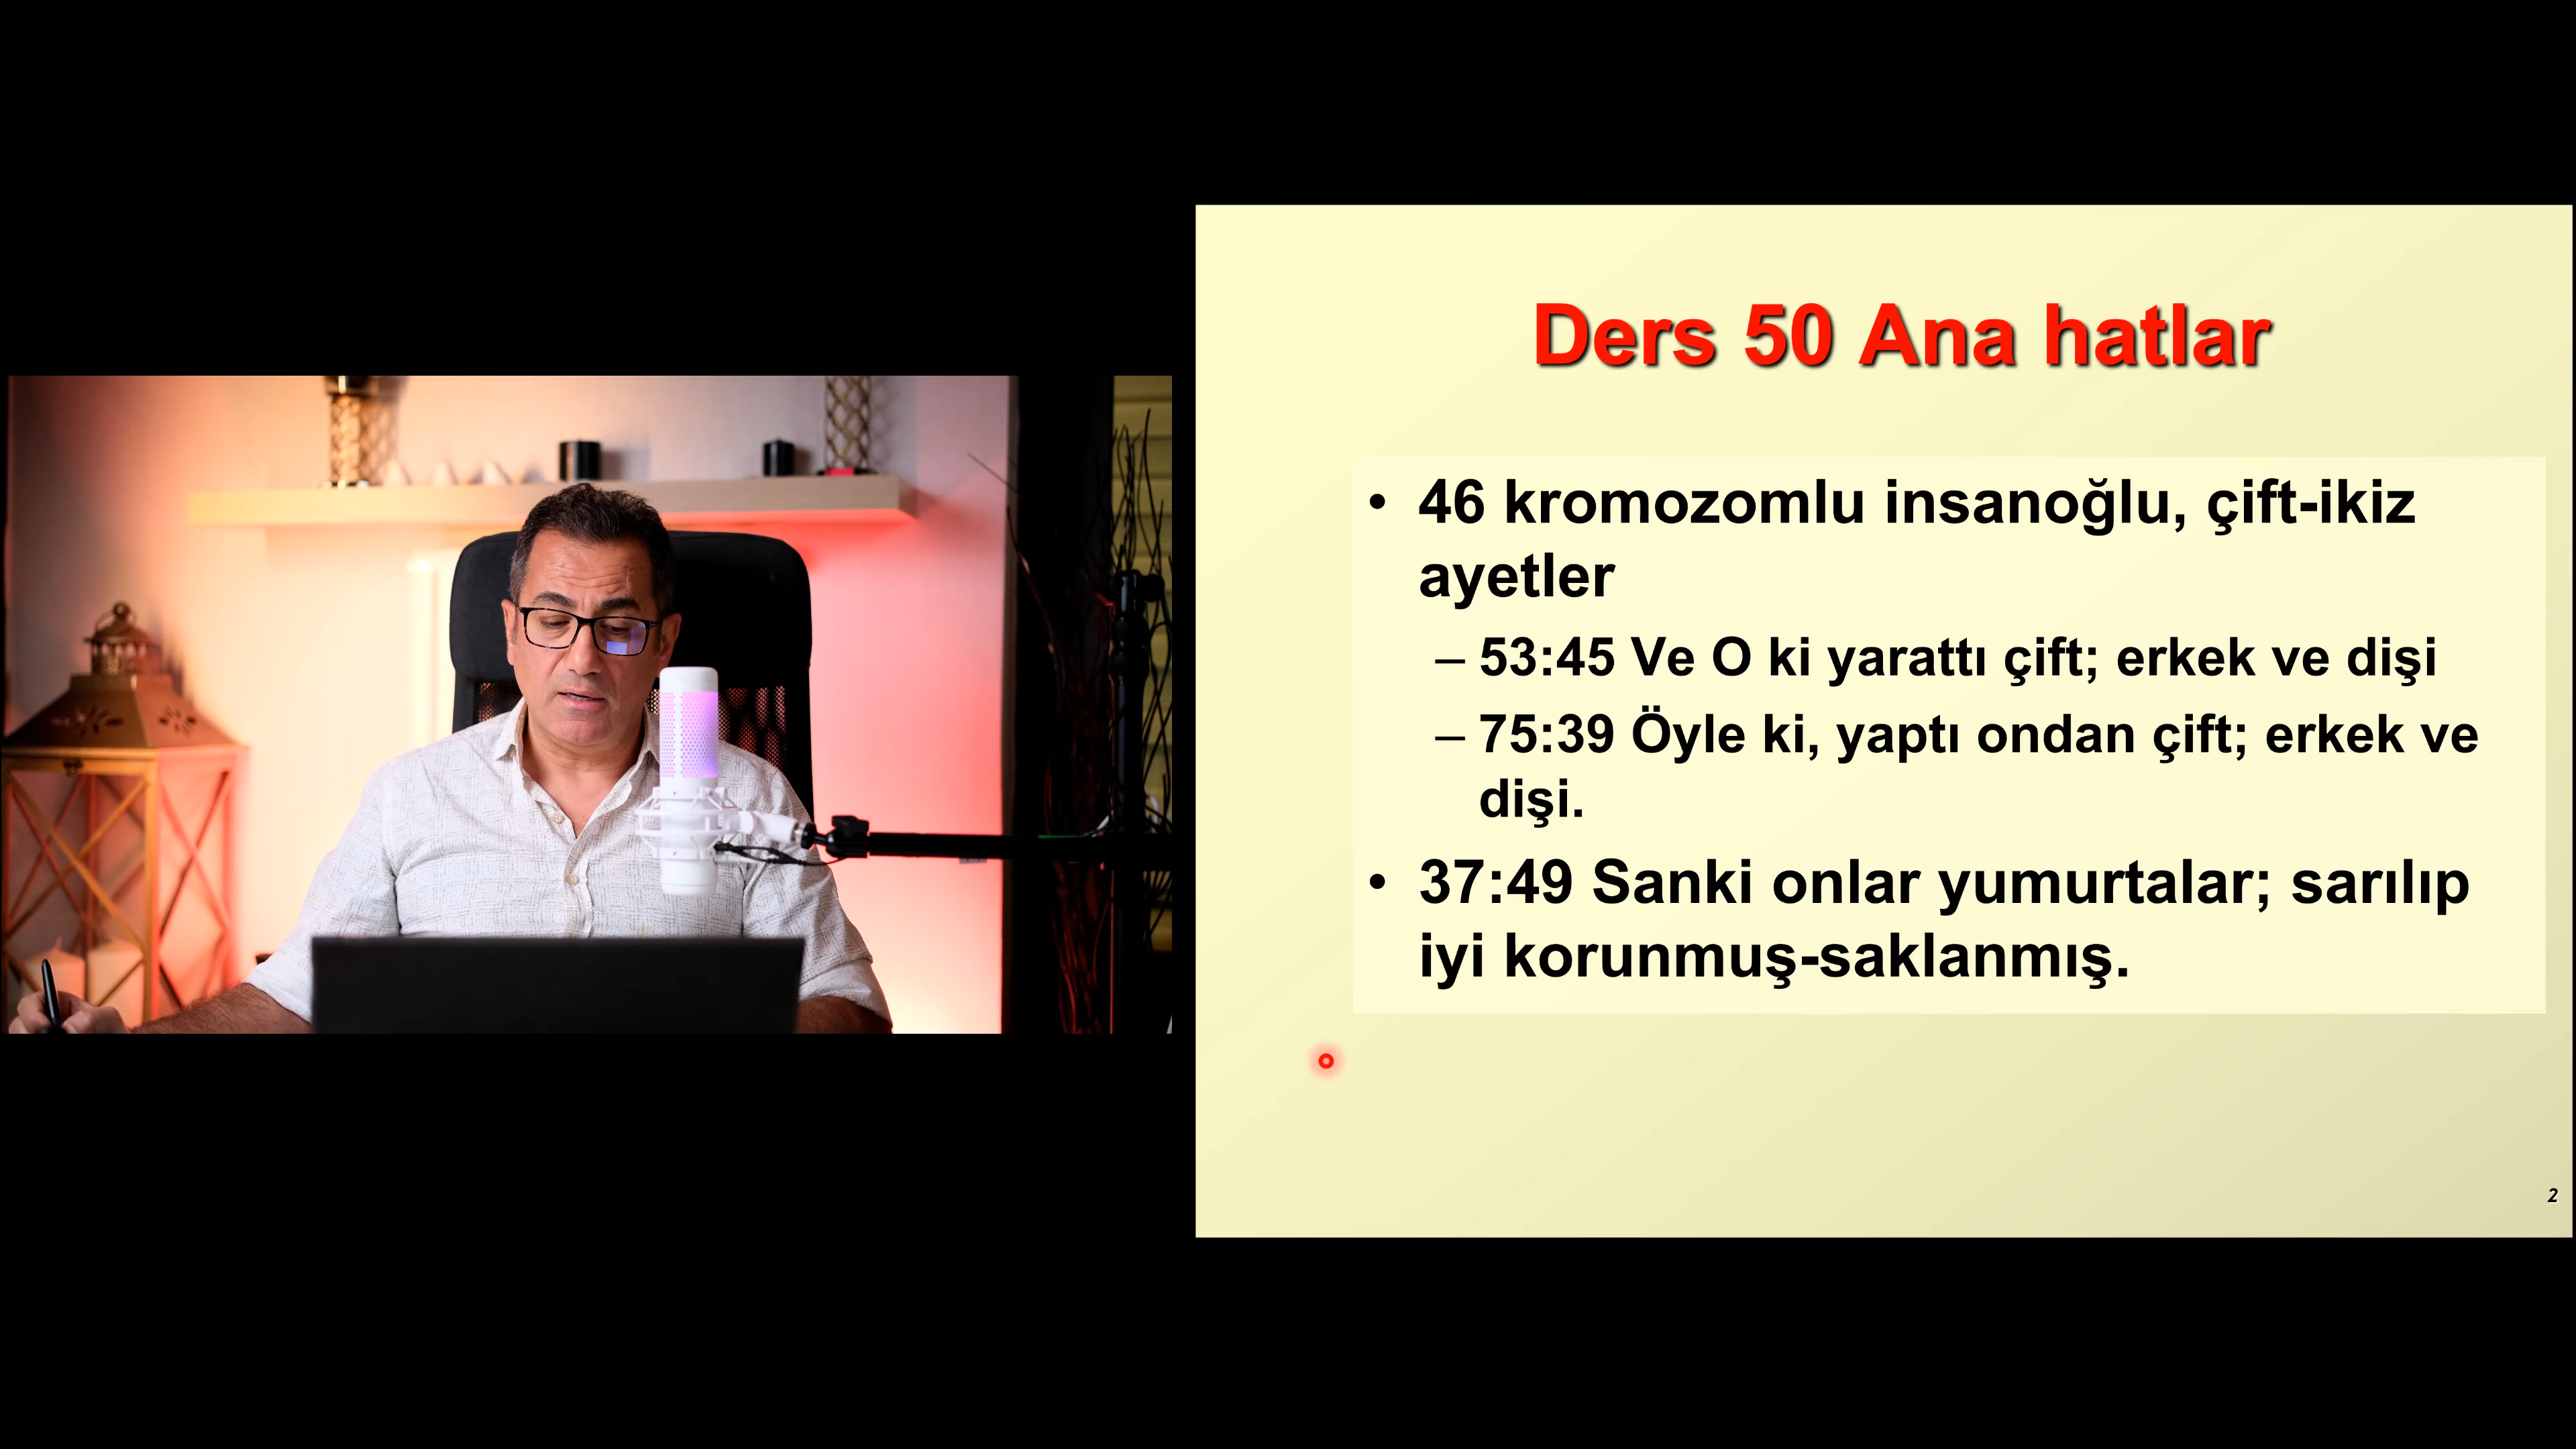 Ders 50 Ana hatlar
• 46 kromozomlu insanoğlu, çift-ikiz
ayetler
– 53:45 Ve O ki yarattı çift; erkek ve dişi
– 75:39 Öyle ki, yaptı ondan çift; erkek ve
dişi.
• 37:49 Sanki onlar yumurtalar; sarılıp
iyi korunmuş-saklanmış.
2